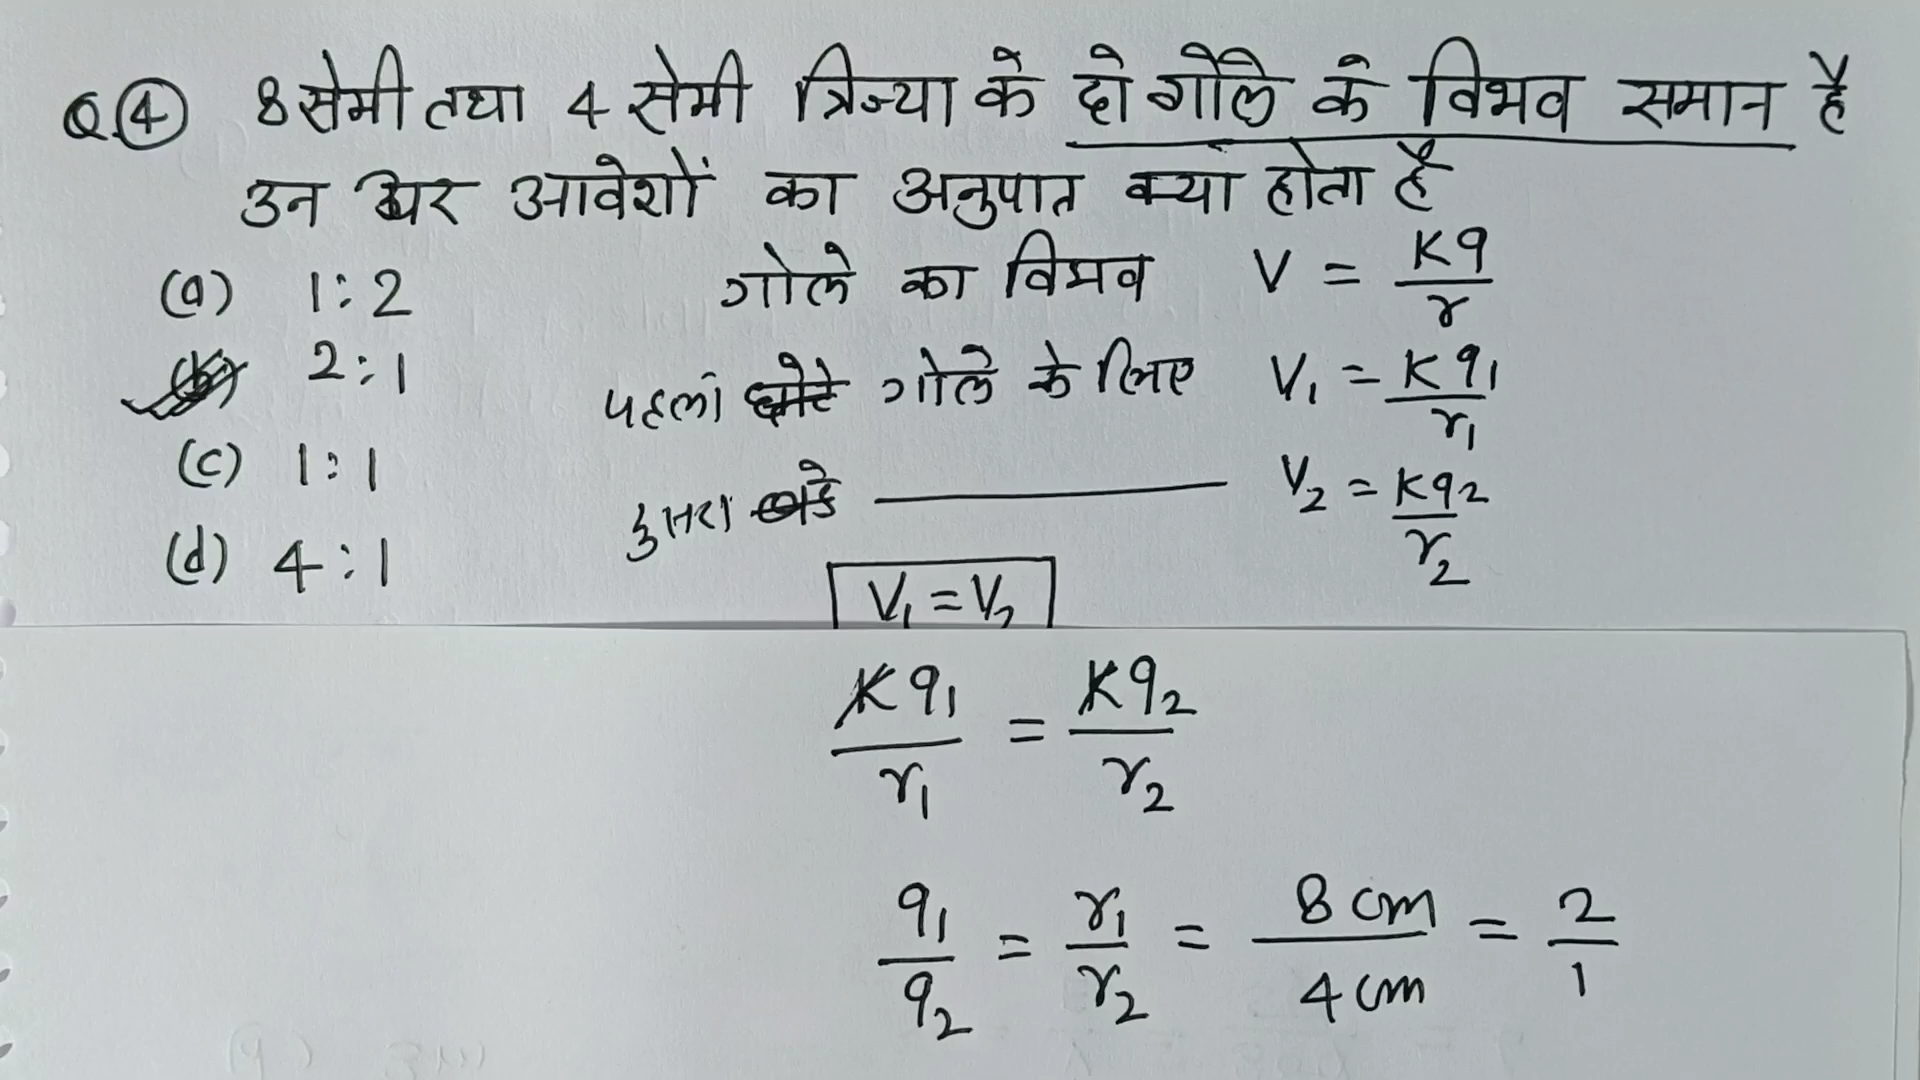 Q.④ 8 सेमी तथा 4 सेमी त्रिज्या के दो गोले के विभव समान है
उन पर आवेशों का अनुपात क्या होता है
(a) 1:2
(b) 2:1
(c) 1:1
(d) 4:1
गोले का विभव V = Kq/r
पहला गोले के लिए V₁ = Kq₁/r₁
दुसरा V₂ = Kq₂/r₂
V₁ = V₂
Kq₁/r₁ = Kq₂/r₂
q₁/q₂ = r₁/r₂ = 8 cm/4 cm = 2/1